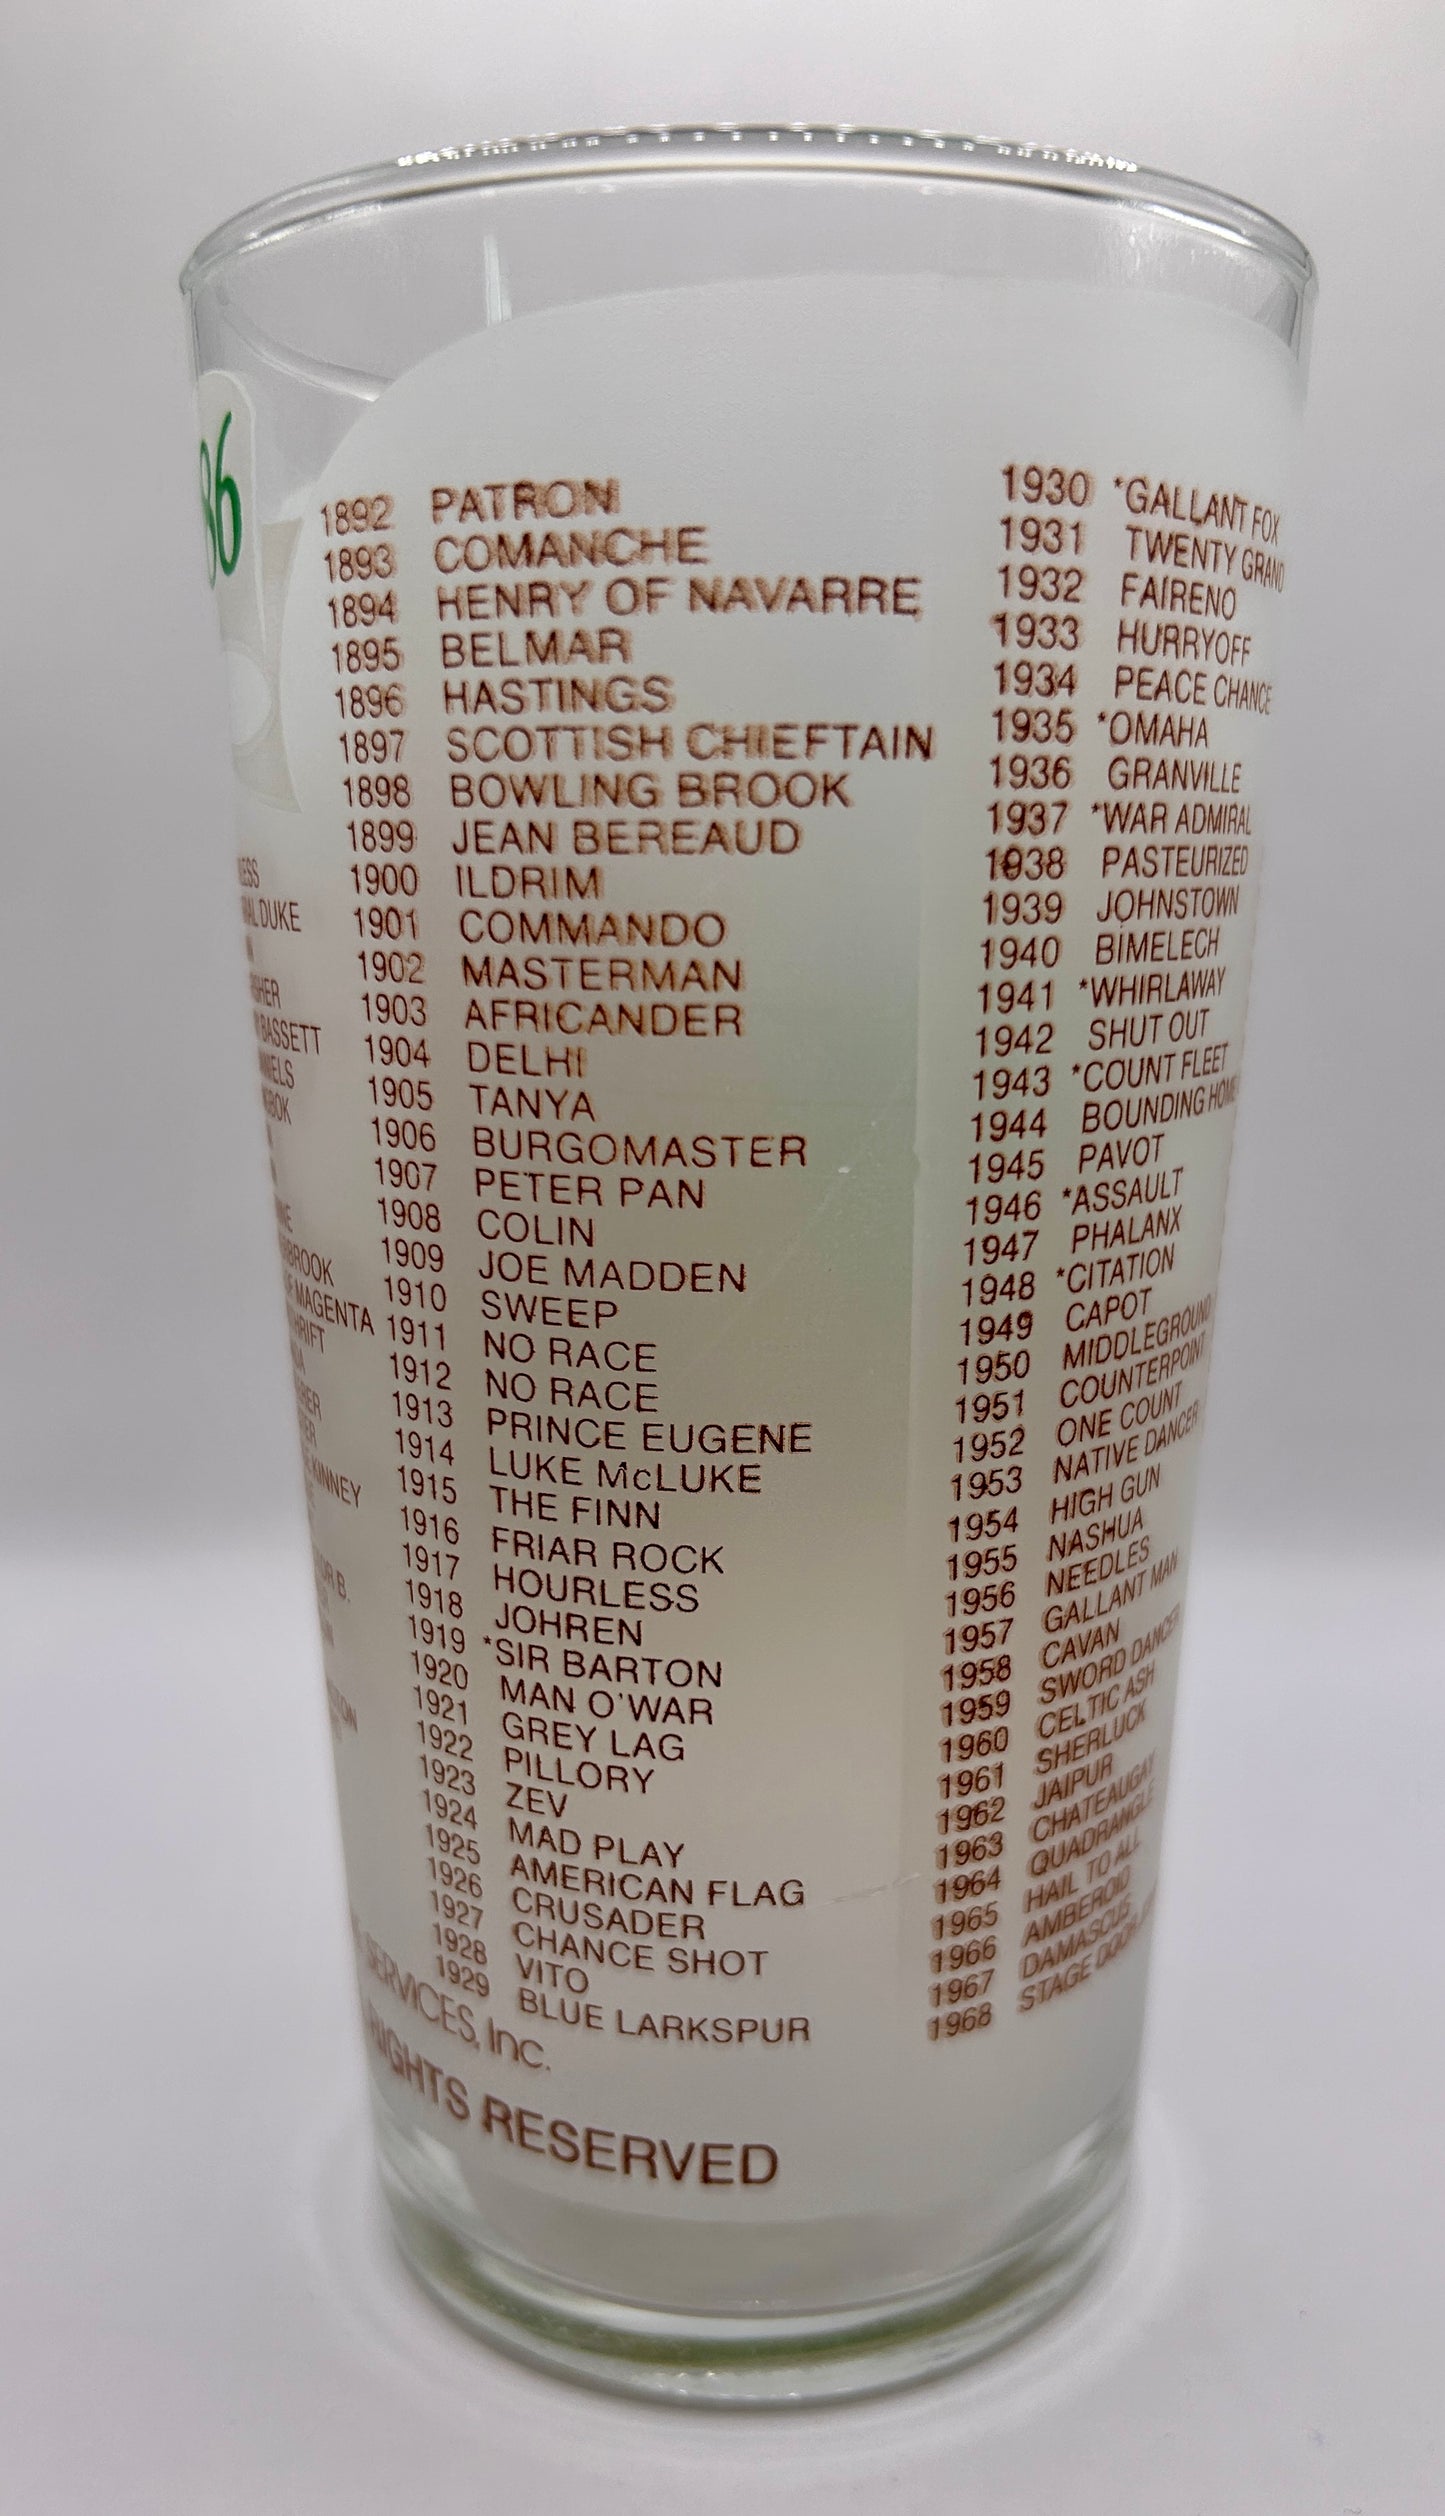 86
DUKE
BASSETT
MAGENTA
KINNEY
B.
1892 PATRON
1893 COMANCHE
1894 HENRY OF NAVARRE
1895 BELMAR
1896 HASTINGS
1897 SCOTTISH CHIEFTAIN
1898 BOWLING BROOK
1899 JEAN BEREAUD
1900 ILDRIM
1901 COMMANDO
1902 MASTERMAN
1903 AFRICANDER
1904 DELHI
1905 TANYA
1906 BURGOMASTER
1907 PETER PAN
1908 COLIN
1909 JOE MADDEN
1910 SWEEP
1911 NO RACE
1912 NO RACE
1913 PRINCE EUGENE
1914 LUKE McLUKE
1915 THE FINN
1916 FRIAR ROCK
1917 HOURLESS
1918 JOHREN
1919 *SIR BARTON
1920 MAN O'WAR
1921 GREY LAG
1922 PILLORY
1923 ZEV
1924 MAD PLAY
1925 AMERICAN FLAG
1926 CRUSADER
1927 CHANCE SHOT
1928 VITO
1929 BLUE LARKSPUR
1930 *GALLANT FOX
1931 TWENTY GRAND
1932 FAIRENO
1933 HURRYOFF
1934 PEACE CHANCE
1935 *OMAHA
1936 GRANVILLE
1937 *WAR ADMIRAL
1938 PASTEURIZED
1939 JOHNSTOWN
1940 BIMELECH
1941 *WHIRLAWAY
1942 SHUT OUT
1943 *COUNT FLEET
1944 BOUNDING
1945 PAVOT
1946 *ASSAULT
1947 PHALANX
1948 *CITATION
1949 CAPOT
1950 MIDDLEGROUND
1951 COUNTERPOINT
1952 ONE COUNT
1953 NATIVE DANCER
1954 HIGH GUN
1955 NASHUA
1956 NEEDLES
1957 GALLANT MAN
1958 CAVAN
1959 SWORD DANCER
1960 CELTIC ASH
1961 SHERLUCK
1962 JAIPUR
1963 CHATEAUGAY
1964 QUADRANGLE
1965 HAIL TO ALL
1966 AMBEROID
1967 DAMASCUS
1968 STAGE DOOR
SERVICES, Inc.
RIGHTS RESERVED